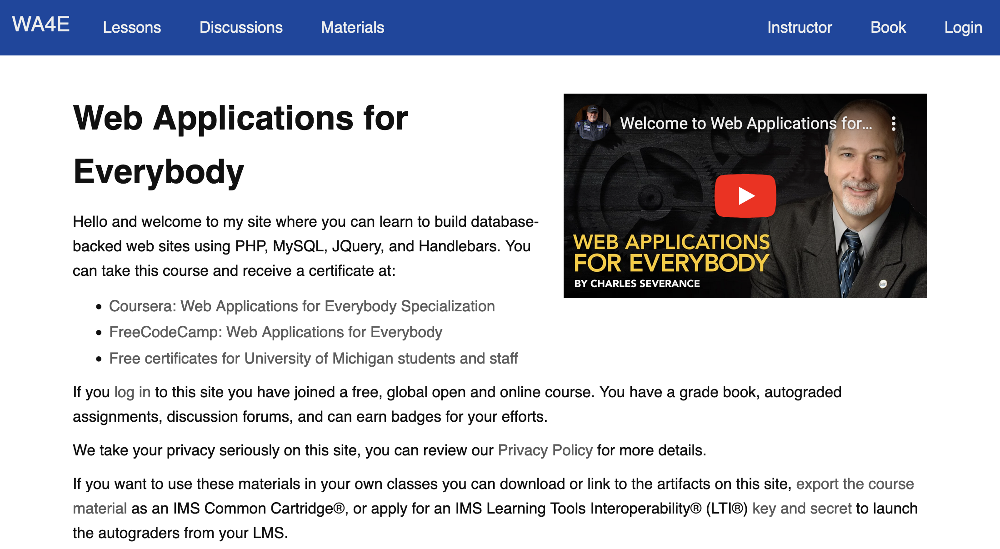 WA4E
Lessons
Discussions
Materials
Instructor
Book
Login
Web Applications for
Everybody
Hello and welcome to my site where you can learn to build database-
backed web sites using PHP, MySQL, JQuery, and Handlebars. You
can take this course and receive a certificate at:
• Coursera: Web Applications for Everybody Specialization
• FreeCodeCamp: Web Applications for Everybody
• Free certificates for University of Michigan students and staff
Welcome to Web Applications for...
WEB APPLICATIONS
FOR EVERYBODY
BY CHARLES SEVERANCE
If you log in to this site you have joined a free, global open and online course. You have a grade book, autograded
assignments, discussion forums, and can earn badges for your efforts.
We take your privacy seriously on this site, you can review our Privacy Policy for more details.
If you want to use these materials in your own classes you can download or link to the artifacts on this site, export the course
material as an IMS Common Cartridge®, or apply for an IMS Learning Tools Interoperability® (LTI®) key and secret to launch
the autograders from your LMS.